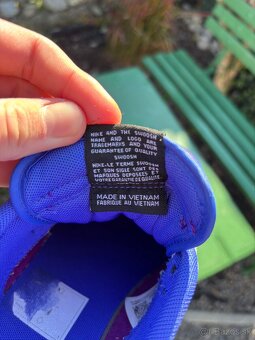 NIKE AND THE SWOOSH
NAME AND LOGO ARE
TRADEMARKS AND YOUR
GUARANTEE OF QUALITY
SWOOSH
NIKE-LE TERME SWOOSH
ET SON SIGLE SONT DES
MARQUES DEPOSEES ET
VOTRE GARANTIE DE QUALITE
MADE IN VIETNAM
FABRIQUE AU VIETNAM